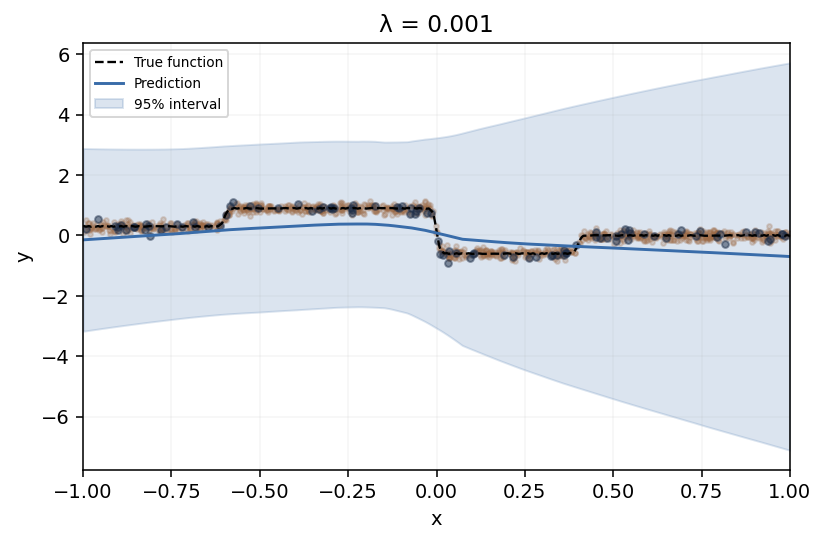 λ = 0.001
True function
Prediction
95% interval
6
4
2
0
−2
−4
−6
y
−1.00 −0.75 −0.50 −0.25 0.00 0.25 0.50 0.75 1.00
x